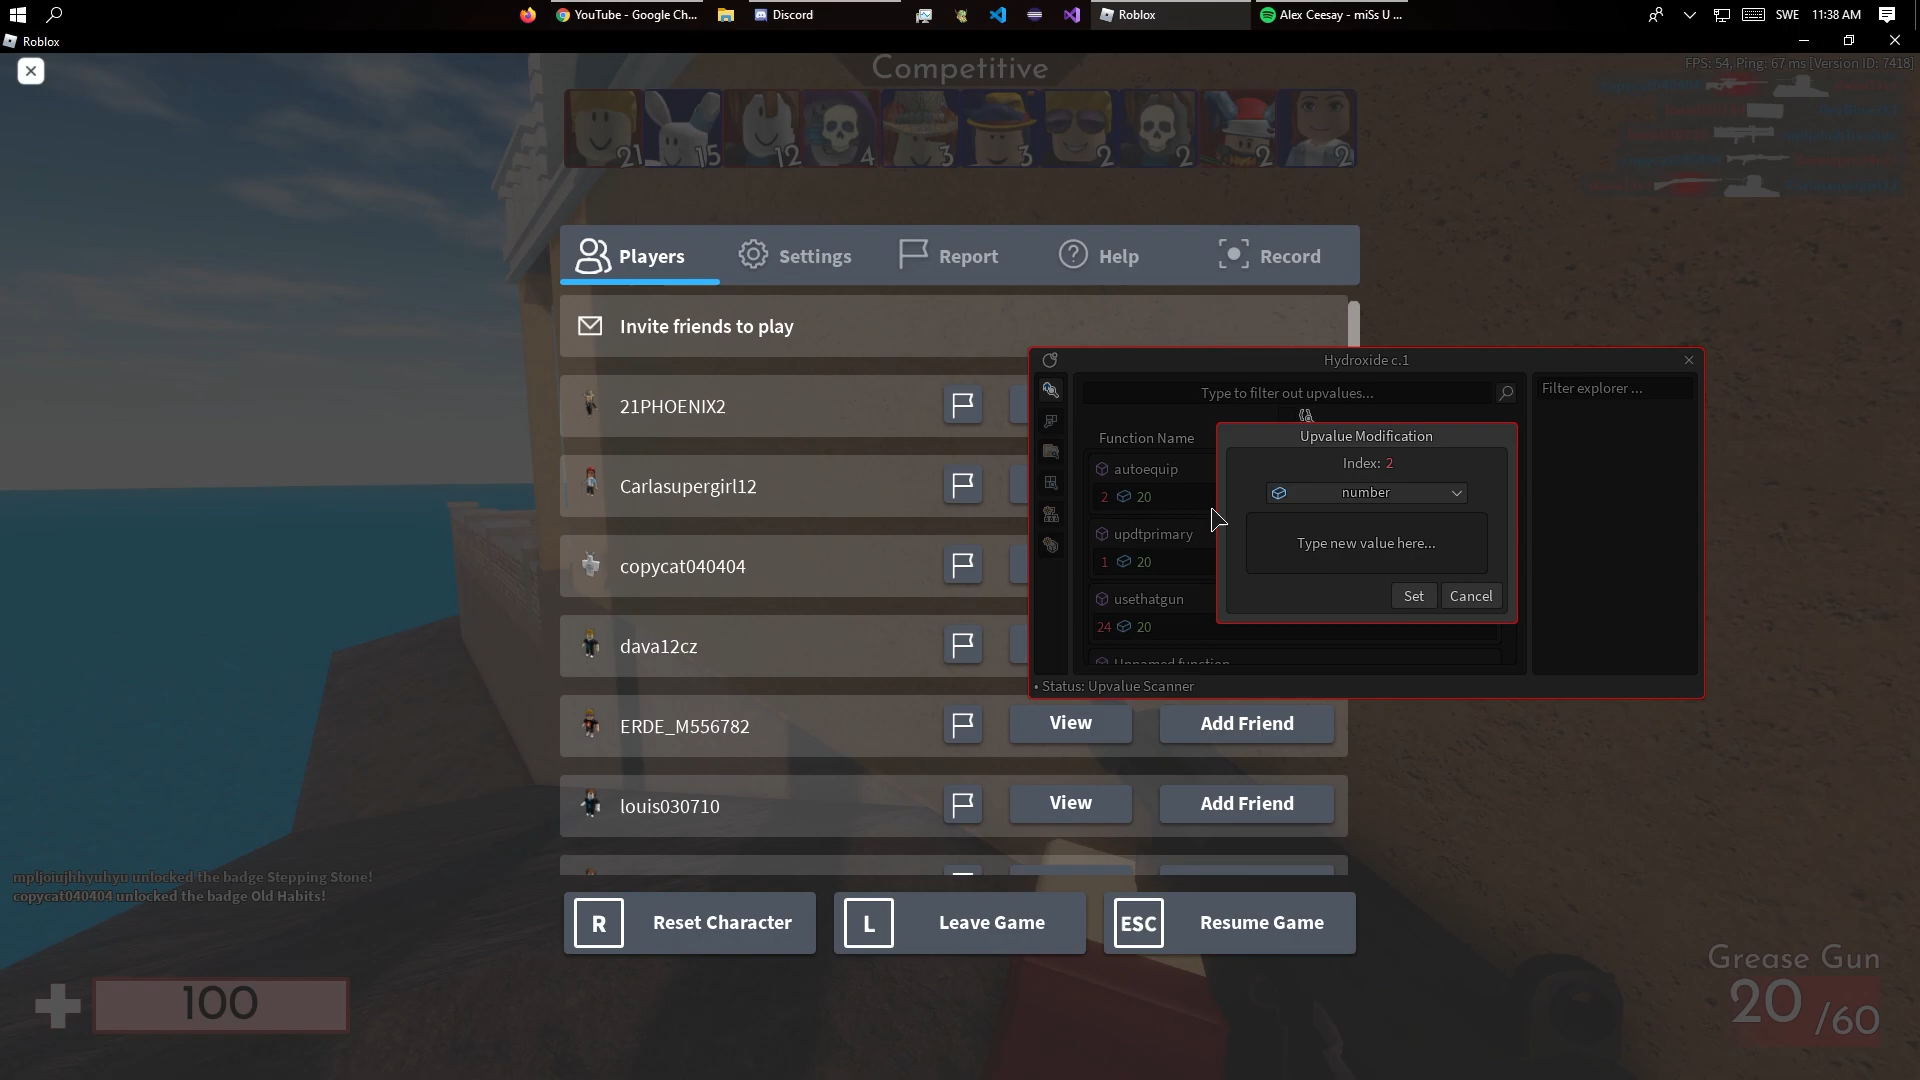 YouTube - Google Ch...
Discord
Roblox
Alex Ceesay - miSs U ...
SWE
11:38 AM
Roblox
Competitive
FPS: 54, Ping: 67 ms [Version ID: 7418]
21
15
12
4
3
3
2
2
2
2
Players
Settings
Report
Help
Record
Invite friends to play
21PHOENIX2
Carlasupergirl12
copycat040404
dava12cz
ERDE_M556782
View
Add Friend
louis030710
View
Add Friend
Hydroxide c.1
Type to filter out upvalues...
Filter explorer ...
Function Name
autoequip
2 20
updtprimary
1 20
usethatgun
24 20
Unnamed function
Upvalue Modification
Index: 2
number
Type new value here...
Set
Cancel
• Status: Upvalue Scanner
mpljoiujhhyuhyu unlocked the badge Stepping Stone!
copycat040404 unlocked the badge Old Habits!
R Reset Character
L Leave Game
ESC Resume Game
100
Grease Gun
20 /60